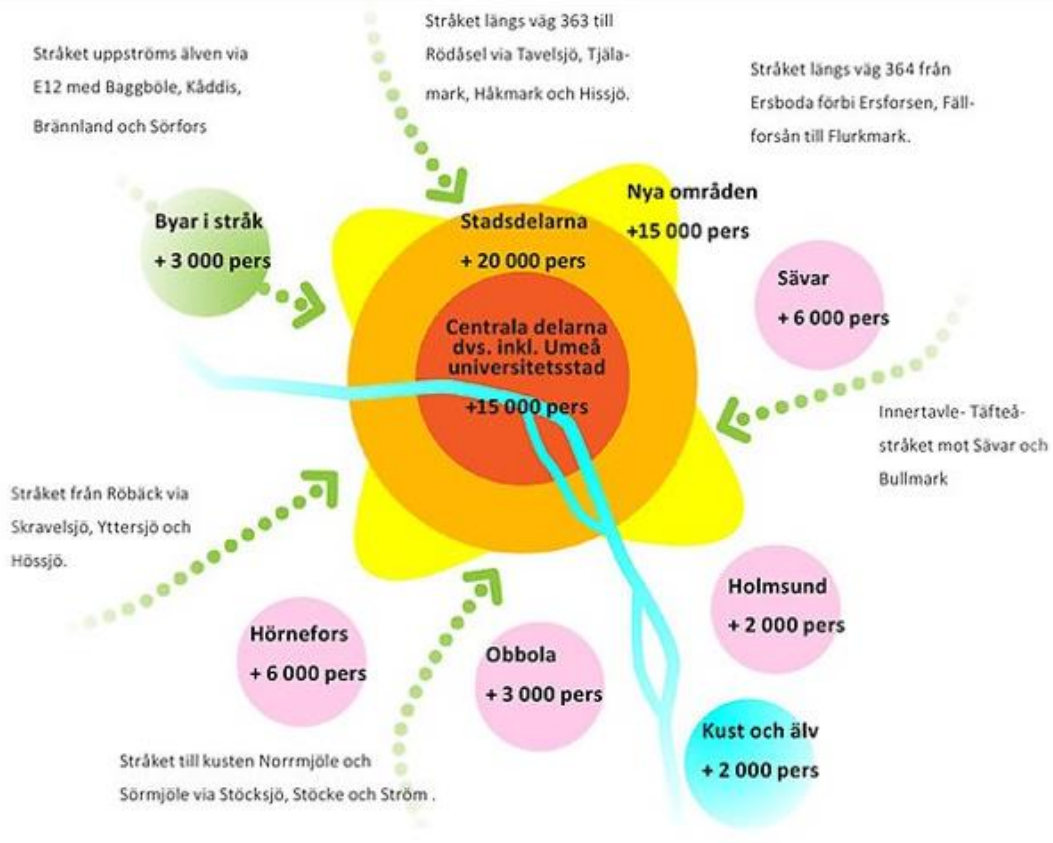 Stråket längs väg 363 till
Rödåsel via Tavelsjö, Tjäla-
mark, Håkmark och Hissjö.
Stråket uppströms älven via
E12 med Baggböle, Kåddis,
Brännland och Sörfors
Stråket längs väg 364 från
Ersboda förbi Ersforsen, Fäll-
forsån till Flurkmark.
Byar i stråk
+ 3 000 pers
Stadsdelarna
+ 20 000 pers
Nya områden
+15 000 pers
Sävar
+ 6 000 pers
Centrala delarna
dvs. inkl. Umeå
universitetsstad
+15 000 pers
Innertavle- Täfteå-
stråket mot Sävar och
Bullmark
Stråket från Röbäck via
Skravelsjö, Yttersjö och
Hössjö.
Hörnefors
+ 6 000 pers
Obbola
+ 3 000 pers
Holmsund
+ 2 000 pers
Kust och älv
+ 2 000 pers
Stråket till kusten Norrmjöle och
Sörmjöle via Stöcksjö, Stöcke och Ström .